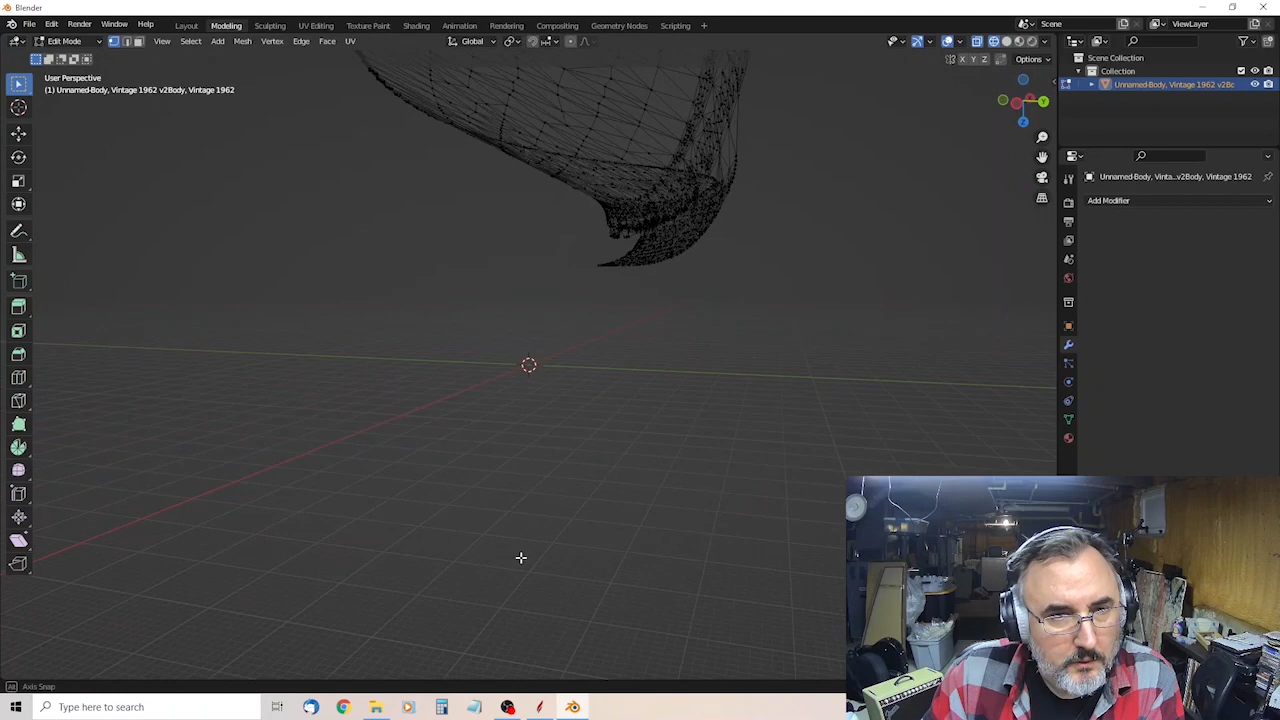 Blender
File Edit Render Window Help Layout Modeling Sculpting UV Editing Texture Paint Shading Animation Rendering Compositing Geometry Nodes Scripting + Scene ViewLayer
Edit Mode View Select Add Mesh Vertex Edge Face UV Global
X Y Z Options
User Perspective
(1) Unnamed-Body, Vintage 1962 v2Body, Vintage 1962
Scene Collection
Collection
Unnamed-Body, Vintage 1962 v2Bc
Y
Z
Unnamed-Body, Vinta...v2Body, Vintage 1962
Add Modifier
Alt Axis Snap
Type here to search